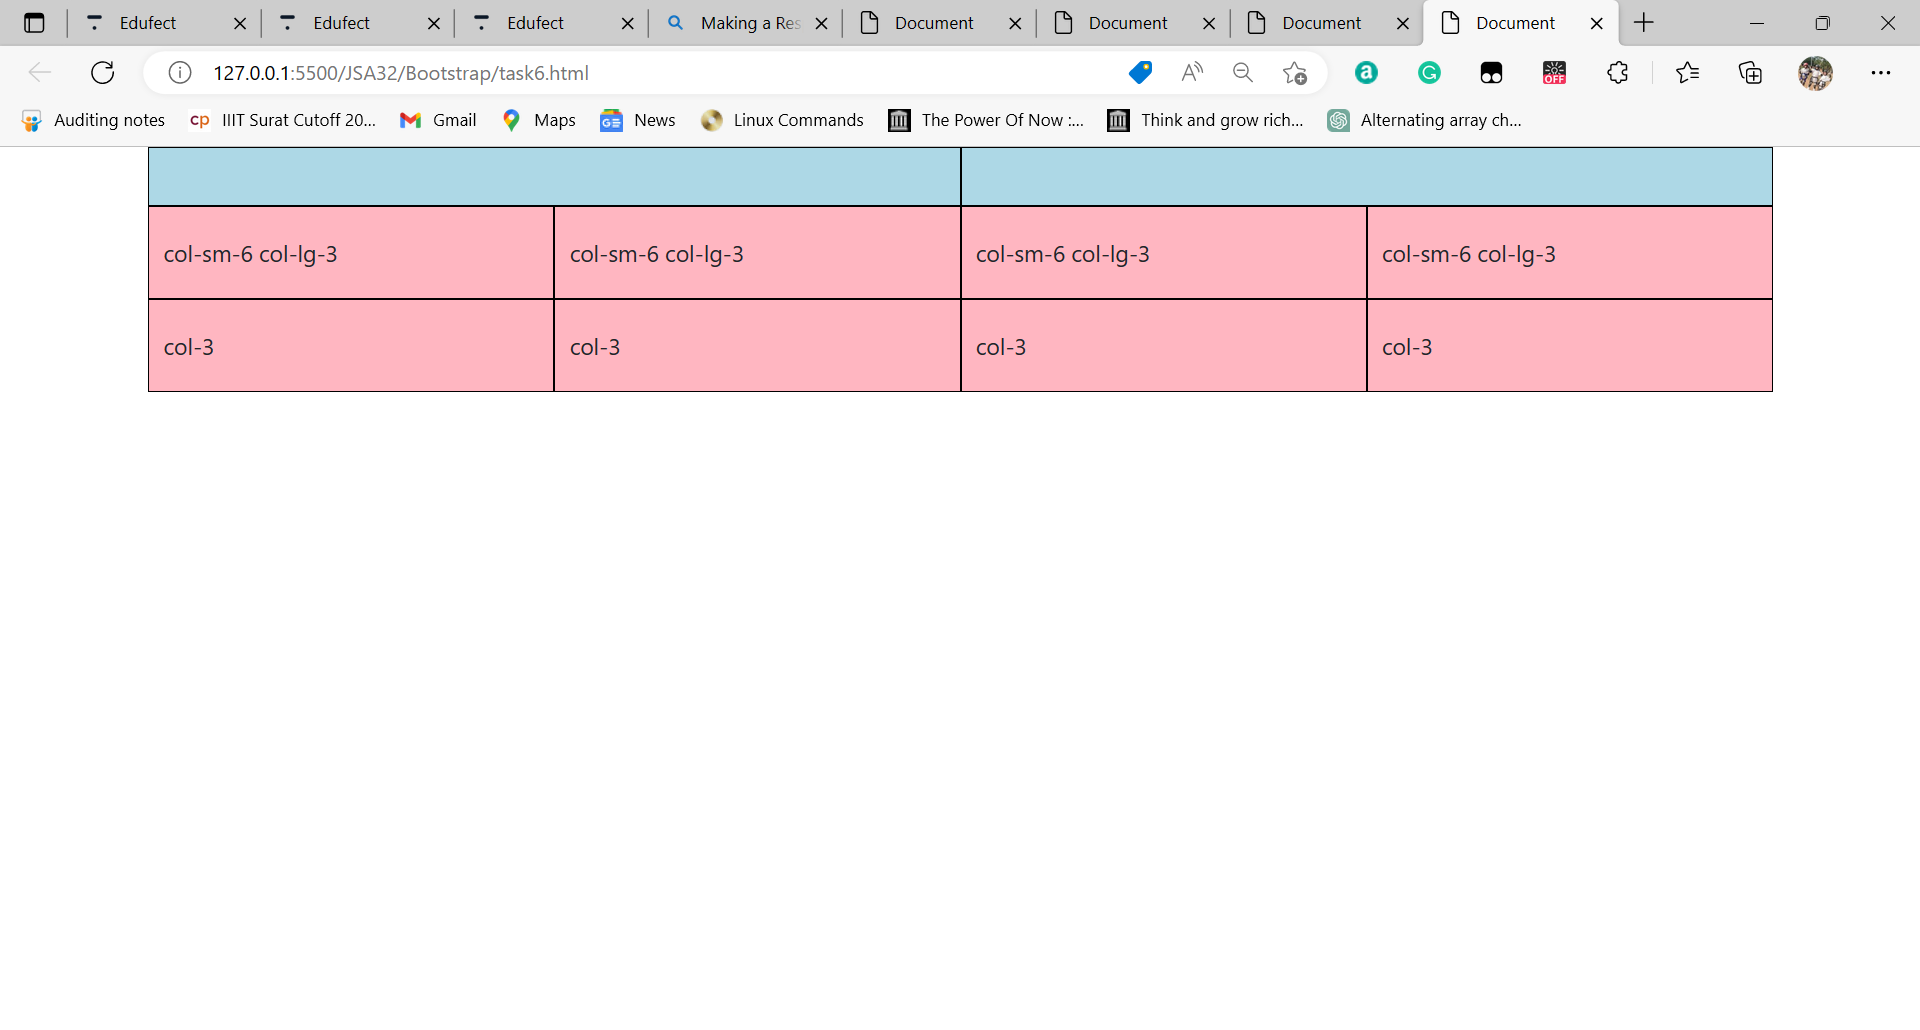 Edufect Edufect Edufect Making a Res Document Document Document Document
127.0.0.1:5500/JSA32/Bootstrap/task6.html A a G OFF
Auditing notes cp IIIT Surat Cutoff 20... Gmail Maps GE News Linux Commands The Power Of Now :... Think and grow rich... Alternating array ch...
col-sm-6 col-lg-3 col-sm-6 col-lg-3 col-sm-6 col-lg-3 col-sm-6 col-lg-3
col-3 col-3 col-3 col-3